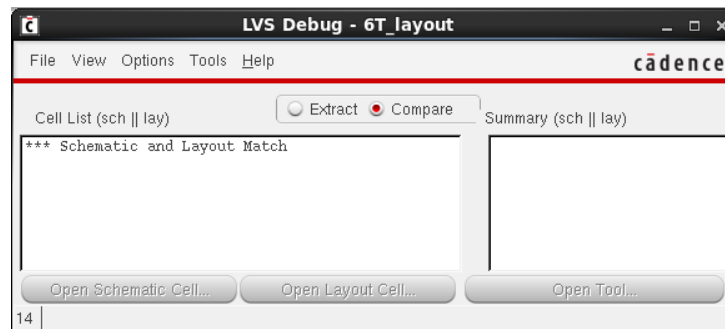 LVS Debug - 6T_layout
File View Options Tools Help
cādence
Extract Compare
Cell List (sch || lay)
Summary (sch || lay)
*** Schematic and Layout Match
Open Schematic Cell... Open Layout Cell... Open Tool...
14